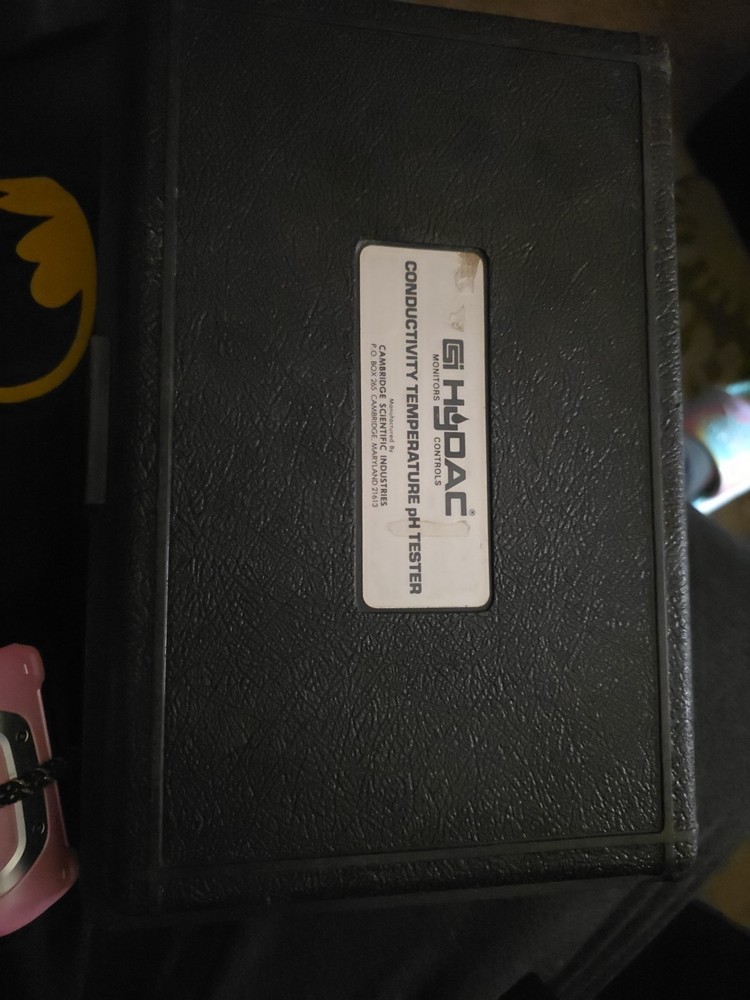 HYDAC®
MONITORS CONTROLS
CONDUCTIVITY TEMPERATURE pH TESTER
Manufactured By
CAMBRIDGE SCIENTIFIC INDUSTRIES
P.O. BOX 265 CAMBRIDGE, MARYLAND 21613